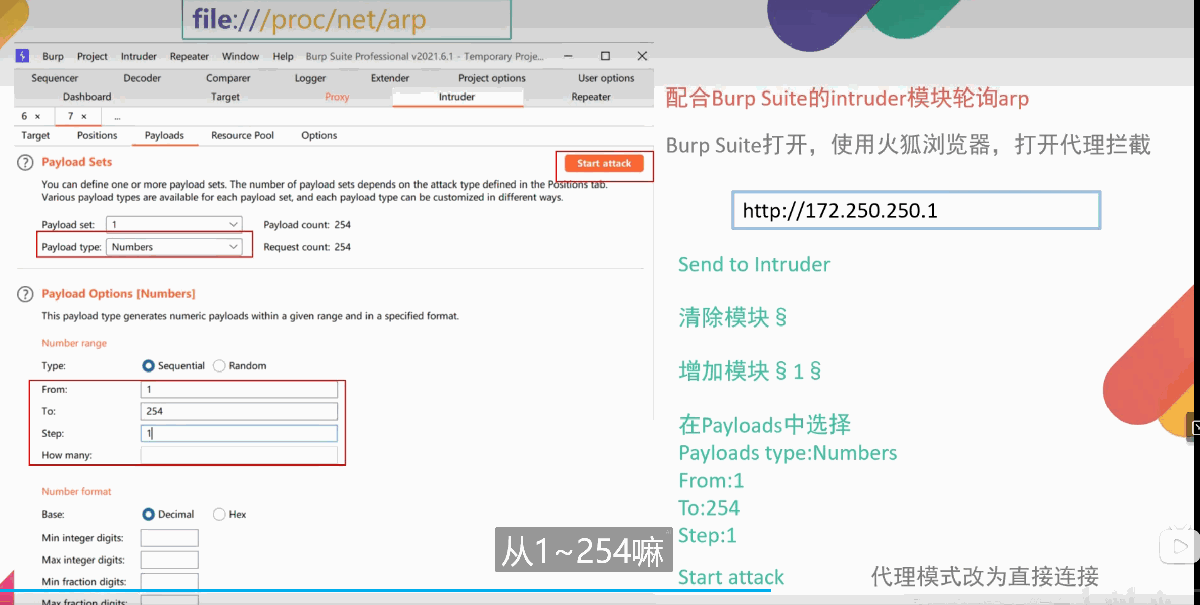 file:///proc/net/arp
Burp Project Intruder Repeater Window Help Burp Suite Professional v2021.6.1 - Temporary Proje...
Sequencer Decoder Comparer Logger Extender Project options User options
Dashboard Target Proxy Intruder Repeater
6 × 7 × ...
Target Positions Payloads Resource Pool Options
Payload Sets
Start attack
You can define one or more payload sets. The number of payload sets depends on the attack type defined in the Positions tab.
Various payload types are available for each payload set, and each payload type can be customized in different ways.
Payload set: 1 Payload count: 254
Payload type: Numbers Request count: 254
Payload Options [Numbers]
This payload type generates numeric payloads within a given range and in a specified format.
Number range
Type: Sequential Random
From: 1
To: 254
Step: 1
How many:
Number format
Base: Decimal Hex
Min integer digits:
Max integer digits:
Min fraction digits:
Max fraction digits:
配合Burp Suite的intruder模块轮询arp
Burp Suite打开，使用火狐浏览器，打开代理拦截
http://172.250.250.1
Send to Intruder
清除模块§
增加模块§1§
在Payloads中选择
Payloads type:Numbers
From:1
To:254
Step:1
Start attack
代理模式改为直接连接
从1~254嘛